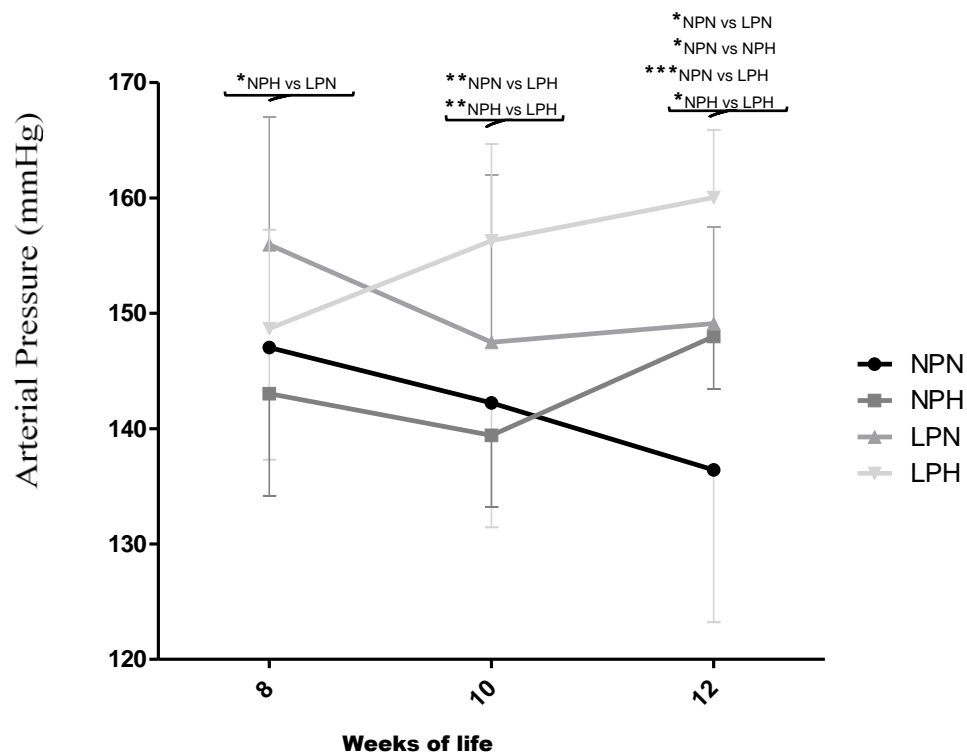 *NPN vs LPN
*NPN vs NPH
***NPN vs LPH
*NPH vs LPH
*NPH vs LPN
**NPN vs LPH
**NPH vs LPH
170
160
150
140
130
120
Arterial Pressure (mmHg)
8
10
12
Weeks of life
NPN
NPH
LPN
LPH